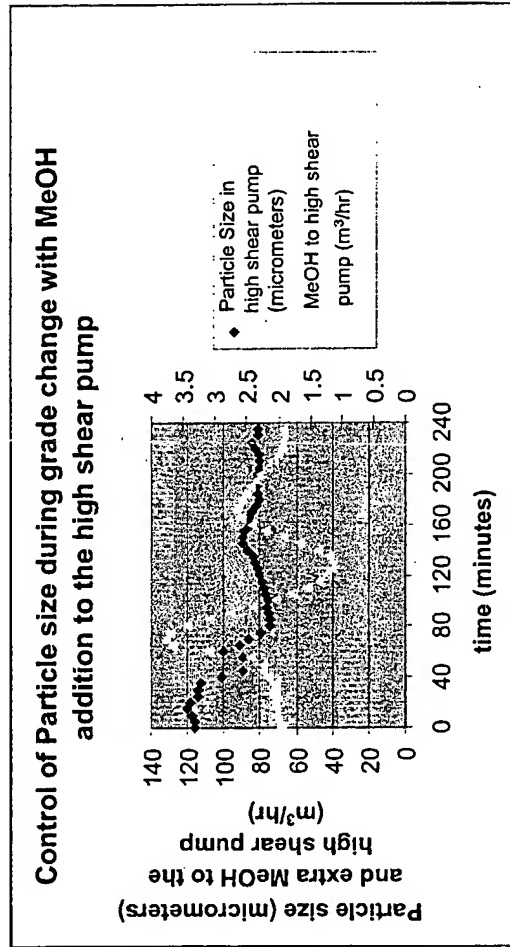 Control of Particle size during grade change with MeOH
addition to the high shear pump
Particle size (micrometers)
and extra MeOH to the
high shear pump
(m³/hr)
140
120
100
80
60
40
20
0
4
3.5
3
2.5
2
1.5
1
0.5
0
0
40
80
120
160
200
240
time (minutes)
Particle Size in
high shear pump
(micrometers)
MeOH to high shear
pump (m³/hr)